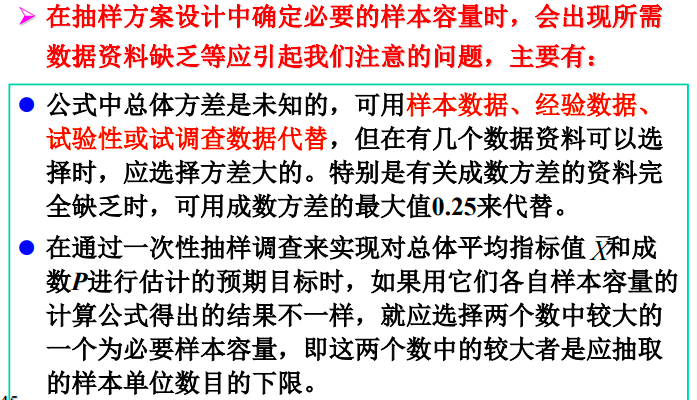 在抽样方案设计中确定必要的样本容量时，会出现所需
数据资料缺乏等应引起我们注意的问题，主要有：
公式中总体方差是未知的，可用样本数据、经验数据、
试验性或试调查数据代替，但在有几个数据资料可以选
择时，应选择方差大的。特别是有关成数方差的资料完
全缺乏时，可用成数方差的最大值0.25来代替。
在通过一次性抽样调查来实现对总体平均指标值 X̄ 和成
数P进行估计的预期目标时，如果用它们各自样本容量的
计算公式得出的结果不一样，就应选择两个数中较大的
一个为必要样本容量，即这两个数中的较大者是应抽取
的样本单位数目的下限。